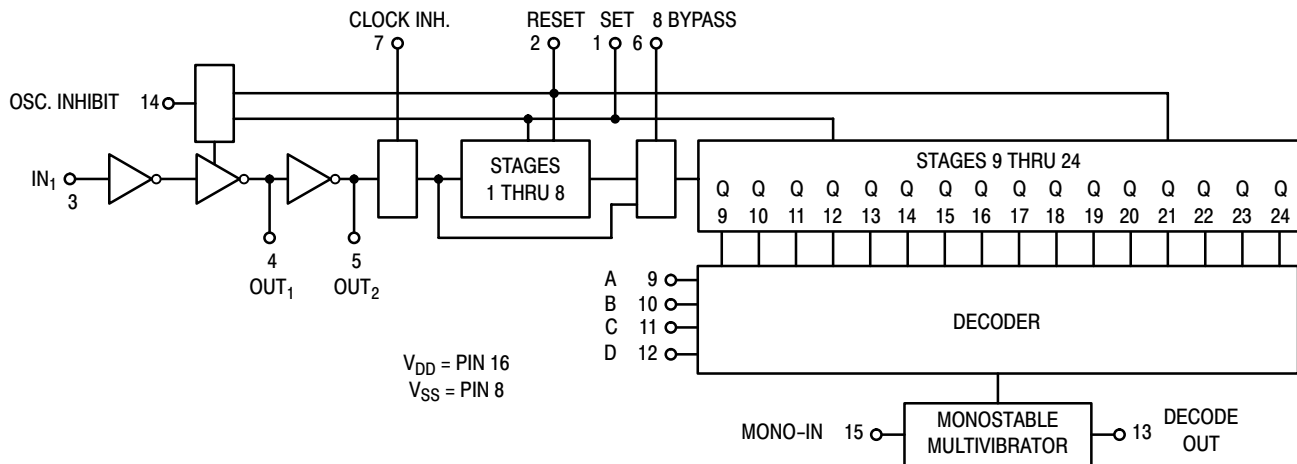 CLOCK INH.
7
RESET
2
SET
1
8 BYPASS
6
OSC. INHIBIT 14
IN1
3
STAGES
1 THRU 8
STAGES 9 THRU 24
Q Q Q Q Q Q Q Q Q Q Q Q Q Q Q Q
9 10 11 12 13 14 15 16 17 18 19 20 21 22 23 24
4
OUT1
5
OUT2
A 9
B 10
C 11
D 12
DECODER
VDD = PIN 16
VSS = PIN 8
MONO-IN 15
MONOSTABLE
MULTIVIBRATOR
13 DECODE
OUT